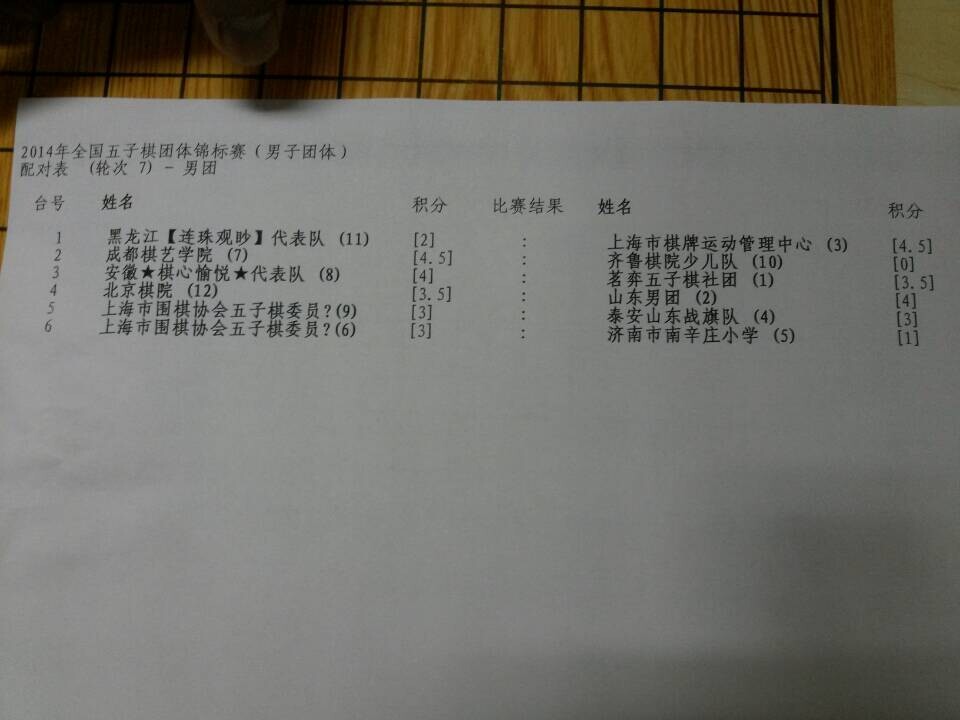 2014年全国五子棋团体锦标赛(男子团体)
配对表 (轮次 7) - 男团
台号 姓名 积分 比赛结果 姓名 积分
1 黑龙江【连珠观眇】代表队 (11) [2] : 上海市棋牌运动管理中心 (3) [4.5]
2 成都棋艺学院 (7) [4.5] : 齐鲁棋院少儿队 (10) [0]
3 安徽★棋心愉悦★代表队 (8) [4] : 茗弈五子棋社团 (1) [3.5]
4 北京棋院 (12) [3.5] : 山东男团 (2) [4]
5 上海市围棋协会五子棋委员?(9) [3] : 泰安山东战旗队 (4) [3]
6 上海市围棋协会五子棋委员?(6) [3] : 济南市南辛庄小学 (5) [1]